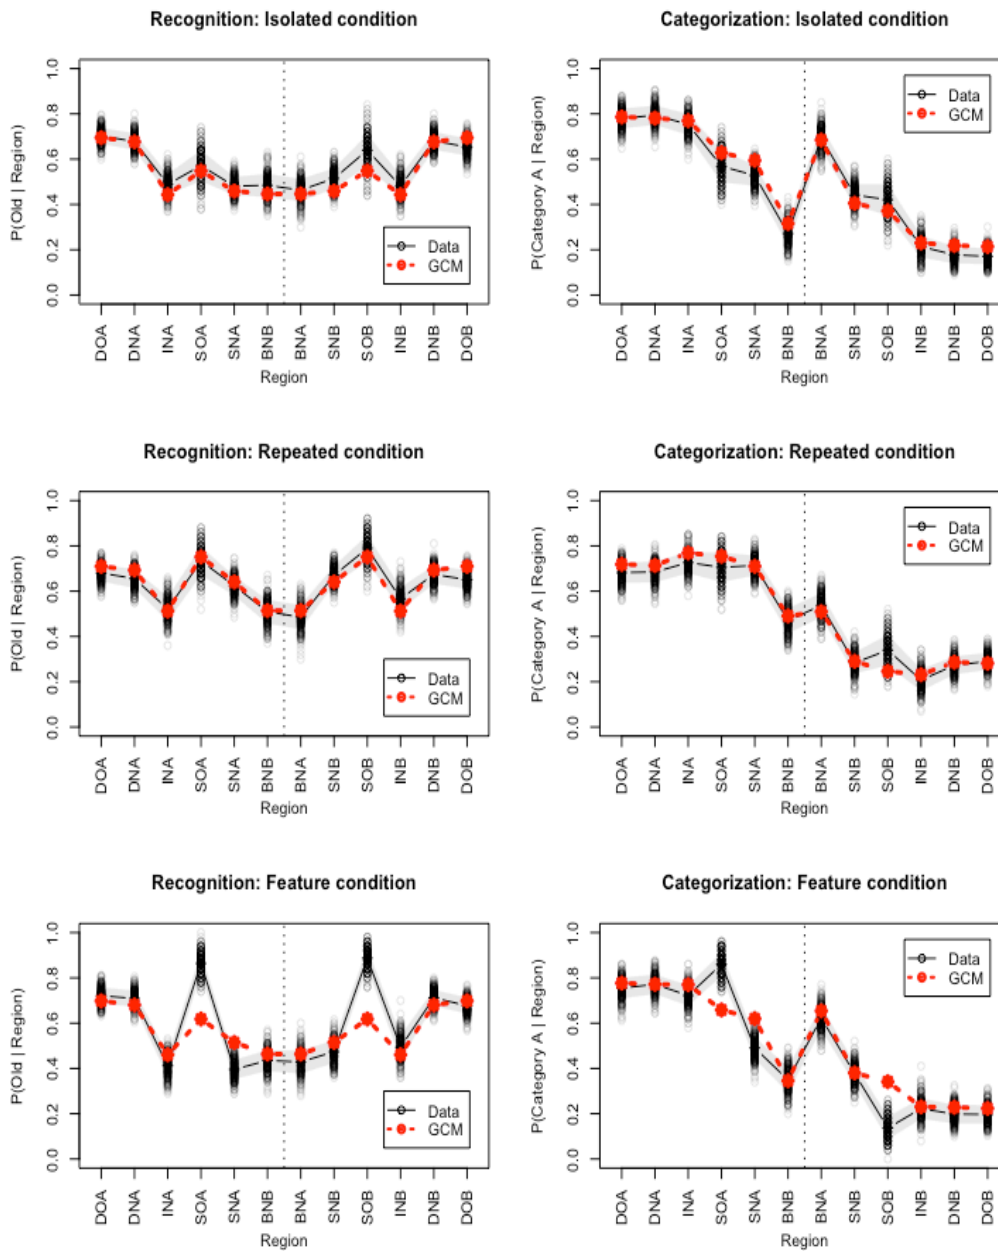 Recognition: Isolated condition
P(Old | Region)
1.0
0.8
0.6
0.4
0.2
0.0
Data
GCM
DOA DNA INA SOA SNA BNB BNA SNB SOB INB DNB DOB
Region
Categorization: Isolated condition
P(Category A | Region)
1.0
0.8
0.6
0.4
0.2
0.0
Data
GCM
DOA DNA INA SOA SNA BNB BNA SNB SOB INB DNB DOB
Region
Recognition: Repeated condition
P(Old | Region)
1.0
0.8
0.6
0.4
0.2
0.0
Data
GCM
DOA DNA INA SOA SNA BNB BNA SNB SOB INB DNB DOB
Region
Categorization: Repeated condition
P(Category A | Region)
1.0
0.8
0.6
0.4
0.2
0.0
Data
GCM
DOA DNA INA SOA SNA BNB BNA SNB SOB INB DNB DOB
Region
Recognition: Feature condition
P(Old | Region)
1.0
0.8
0.6
0.4
0.2
0.0
Data
GCM
DOA DNA INA SOA SNA BNB BNA SNB SOB INB DNB DOB
Region
Categorization: Feature condition
P(Category A | Region)
1.0
0.8
0.6
0.4
0.2
0.0
Data
GCM
DOA DNA INA SOA SNA BNB BNA SNB SOB INB DNB DOB
Region